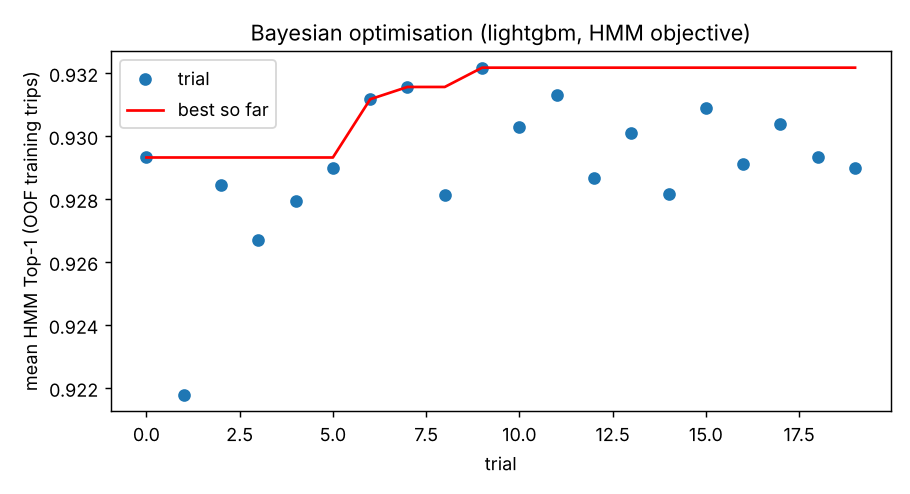 Bayesian optimisation (lightgbm, HMM objective)
trial
best so far
mean HMM Top-1 (OOF training trips)
0.932
0.930
0.928
0.926
0.924
0.922
0.0 2.5 5.0 7.5 10.0 12.5 15.0 17.5
trial